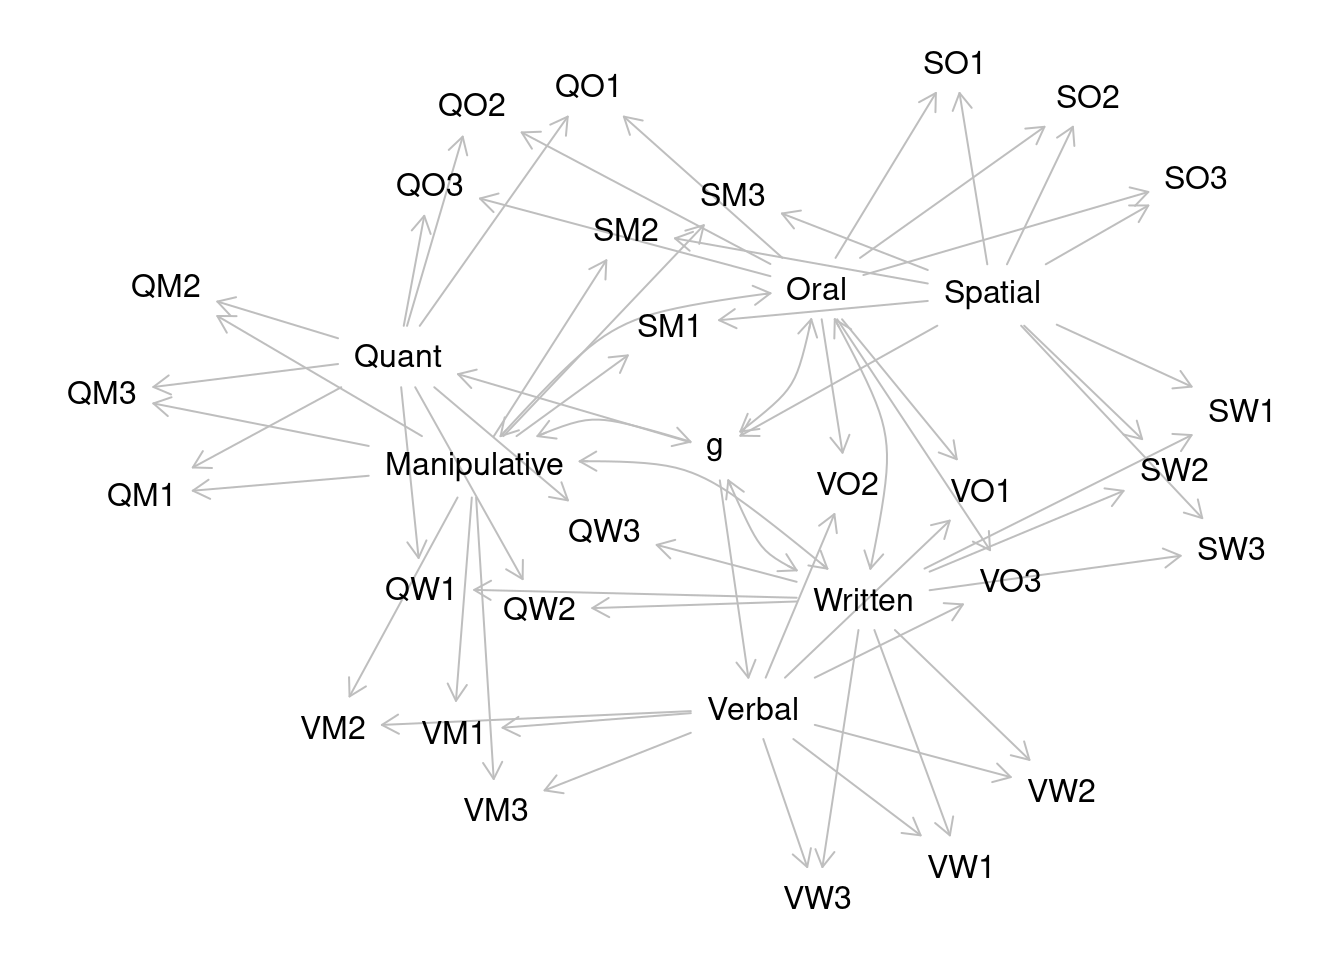 SO1
QO1
SO2
QO2
SO3
QO3
SM3
SM2
QM2
Oral
Spatial
SM1
Quant
QM3
SW1
g
Manipulative
SW2
VO2
VO1
QM1
QW3
SW3
VO3
QW1
Written
QW2
Verbal
VM2
VM1
VW2
VM3
VW1
VW3